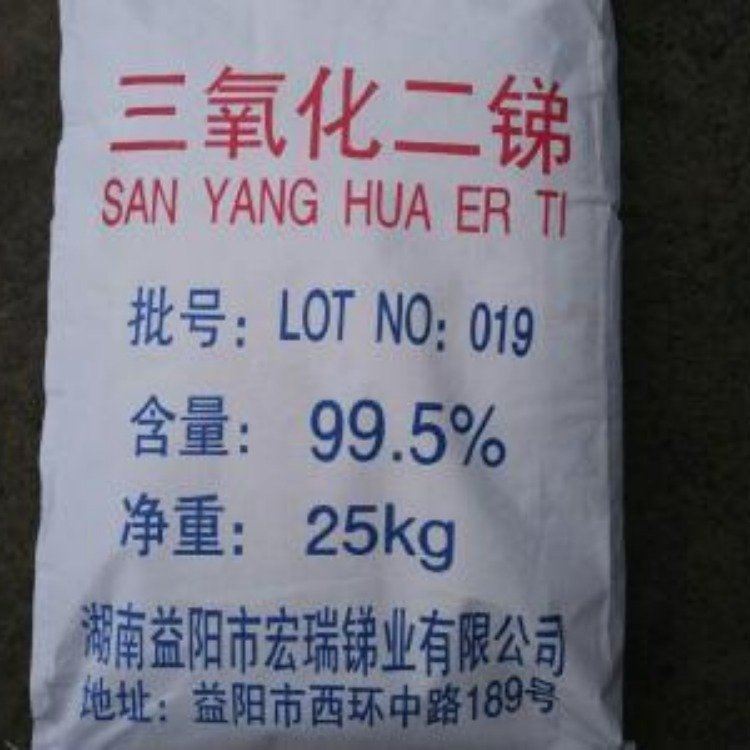 三氧化二锑
SAN YANG HUA ER TI
批号: LOT NO: 019
含量: 99.5%
净重: 25kg
湖南益阳市宏瑞锑业有限公司
地址: 益阳市西环中路189号